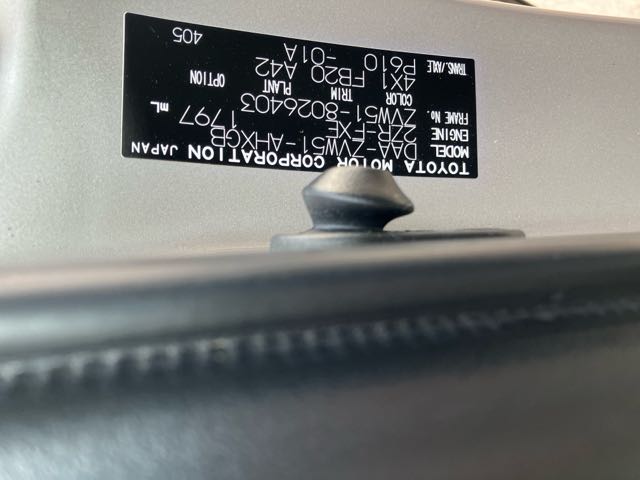 TOYOTA MOTOR CORPORATION JAPAN
MODEL DAA-ZVW51-AHXGB
ENGINE 2ZR-FXE 1797 mL
FRAME No. ZVW51-8026403
COLOR TRIM PLANT OPTION
4X1 FB20 A42
TRANS./AXLE P610 -01A
405